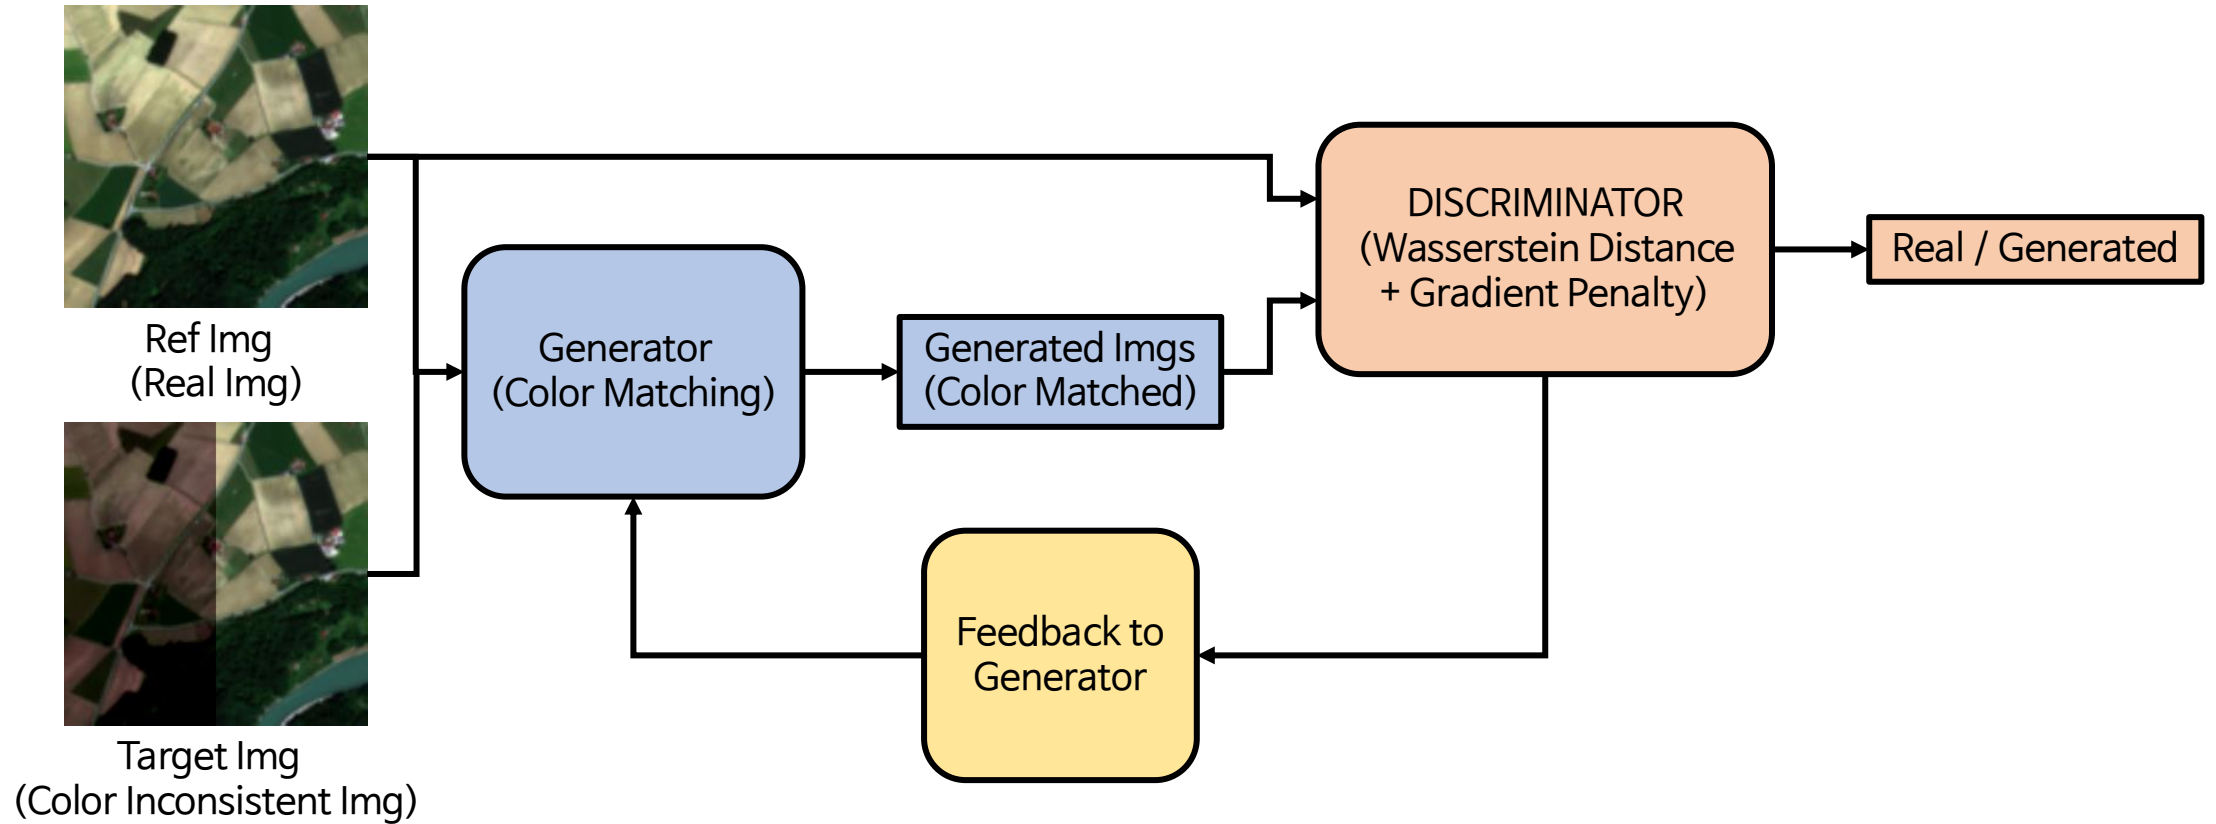 Ref Img
(Real Img)
Target Img
(Color Inconsistent Img)
Generator
(Color Matching)
Generated Imgs
(Color Matched)
DISCRIMINATOR
(Wasserstein Distance
+ Gradient Penalty)
Real / Generated
Feedback to
Generator